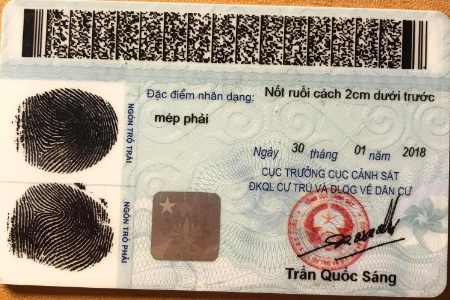 Đặc điểm nhân dạng: Nốt ruồi cách 2cm dưới trước
mép phải
NGÓN TRỎ TRÁI
NGÓN TRỎ PHẢI
Ngày 30 tháng 01 năm 2018
CỤC TRƯỞNG CỤC CẢNH SÁT
ĐKQL CƯ TRÚ VÀ DLQG VỀ DÂN CƯ
Trần Quốc Sảng